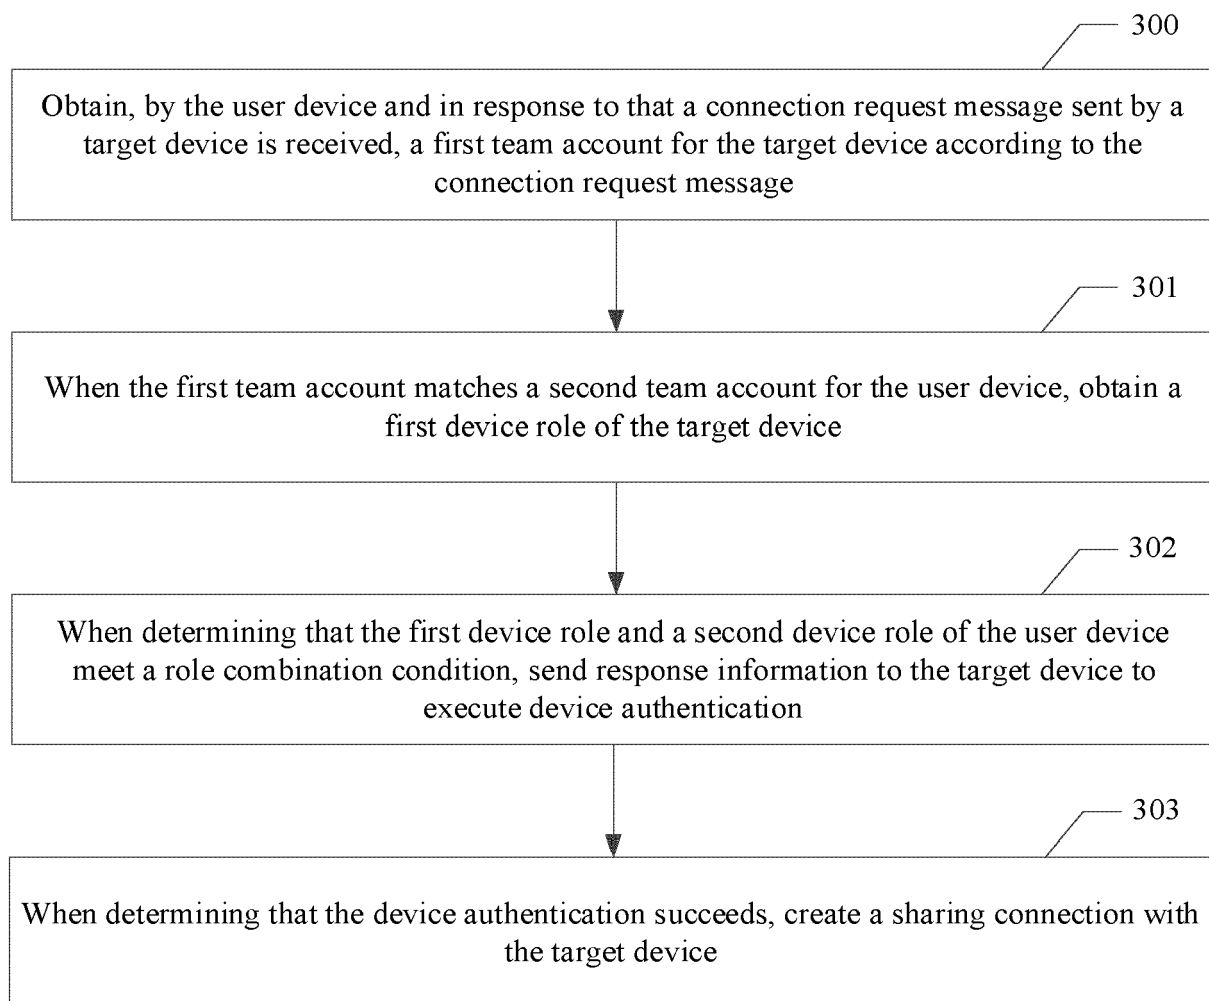 300
Obtain, by the user device and in response to that a connection request message sent by a
target device is received, a first team account for the target device according to the
connection request message
301
When the first team account matches a second team account for the user device, obtain a
first device role of the target device
302
When determining that the first device role and a second device role of the user device
meet a role combination condition, send response information to the target device to
execute device authentication
303
When determining that the device authentication succeeds, create a sharing connection with
the target device